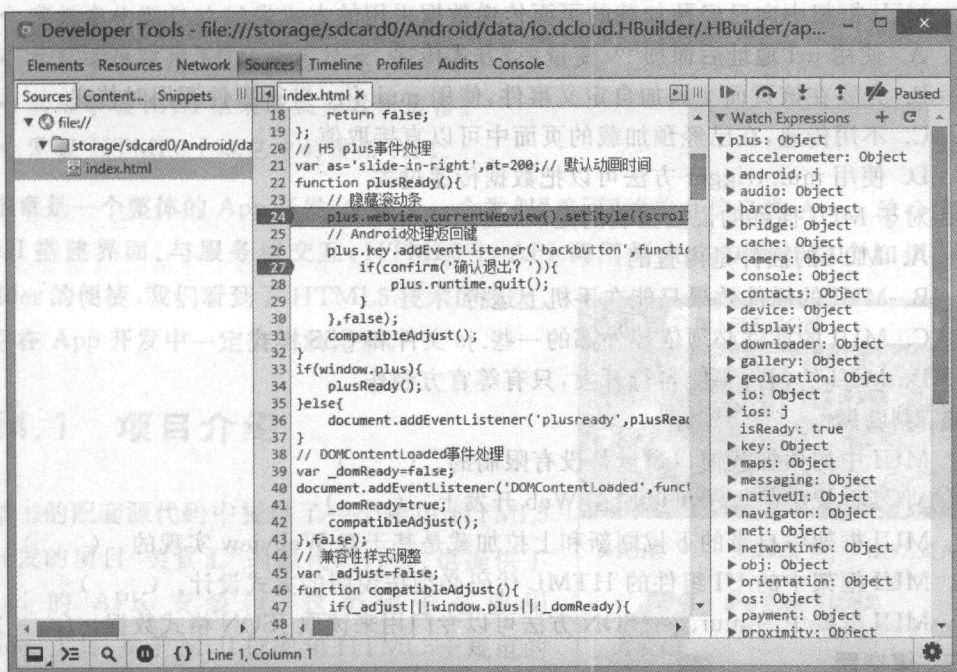 Developer Tools - file:///storage/sdcard0/Android/data/io.dcloud.HBuilder/.HBuilder/ap...
Elements Resources Network Sources Timeline Profiles Audits Console
Sources Content... Snippets
index.html ×
Paused
file://
storage/sdcard0/Android/da
index.html
18 return false;
19 };
20 // H5 plus事件处理
21 var as='slide-in-right',at=200;// 默认动画时间
22 function plusReady(){
23 // 隐藏滚动条
24 plus.webview.currentWebview().setStyle({scroll
25 // Android处理返回键
26 plus.key.addEventListener('backbutton',functio
27 if(confirm('确认退出？')){
28 plus.runtime.quit();
29 }
30 },false);
31 compatibleAdjust();
32 }
33 if(window.plus){
34 plusReady();
35 }else{
36 document.addEventListener('plusready',plusRead
37 }
38 // DOMContentLoaded事件处理
39 var _domReady=false;
40 document.addEventListener('DOMContentLoaded',funct
41 _domReady=true;
42 compatibleAdjust();
43 },false);
44 // 兼容性样式调整
45 var _adjust=false;
46 function compatibleAdjust(){
47 if(_adjust||!window.plus||!_domReady){
48
Watch Expressions + C
plus: Object
accelerometer: Object
android: j
audio: Object
barcode: Object
bridge: Object
cache: Object
camera: Object
console: Object
contacts: Object
device: Object
display: Object
downloader: Object
gallery: Object
geolocation: Object
io: Object
ios: j
isReady: true
key: Object
maps: Object
messaging: Object
nativeUI: Object
navigator: Object
net: Object
networkinfo: Object
obj: Object
orientation: Object
os: Object
payment: Object
proximity: Object
{} Line 1, Column 1